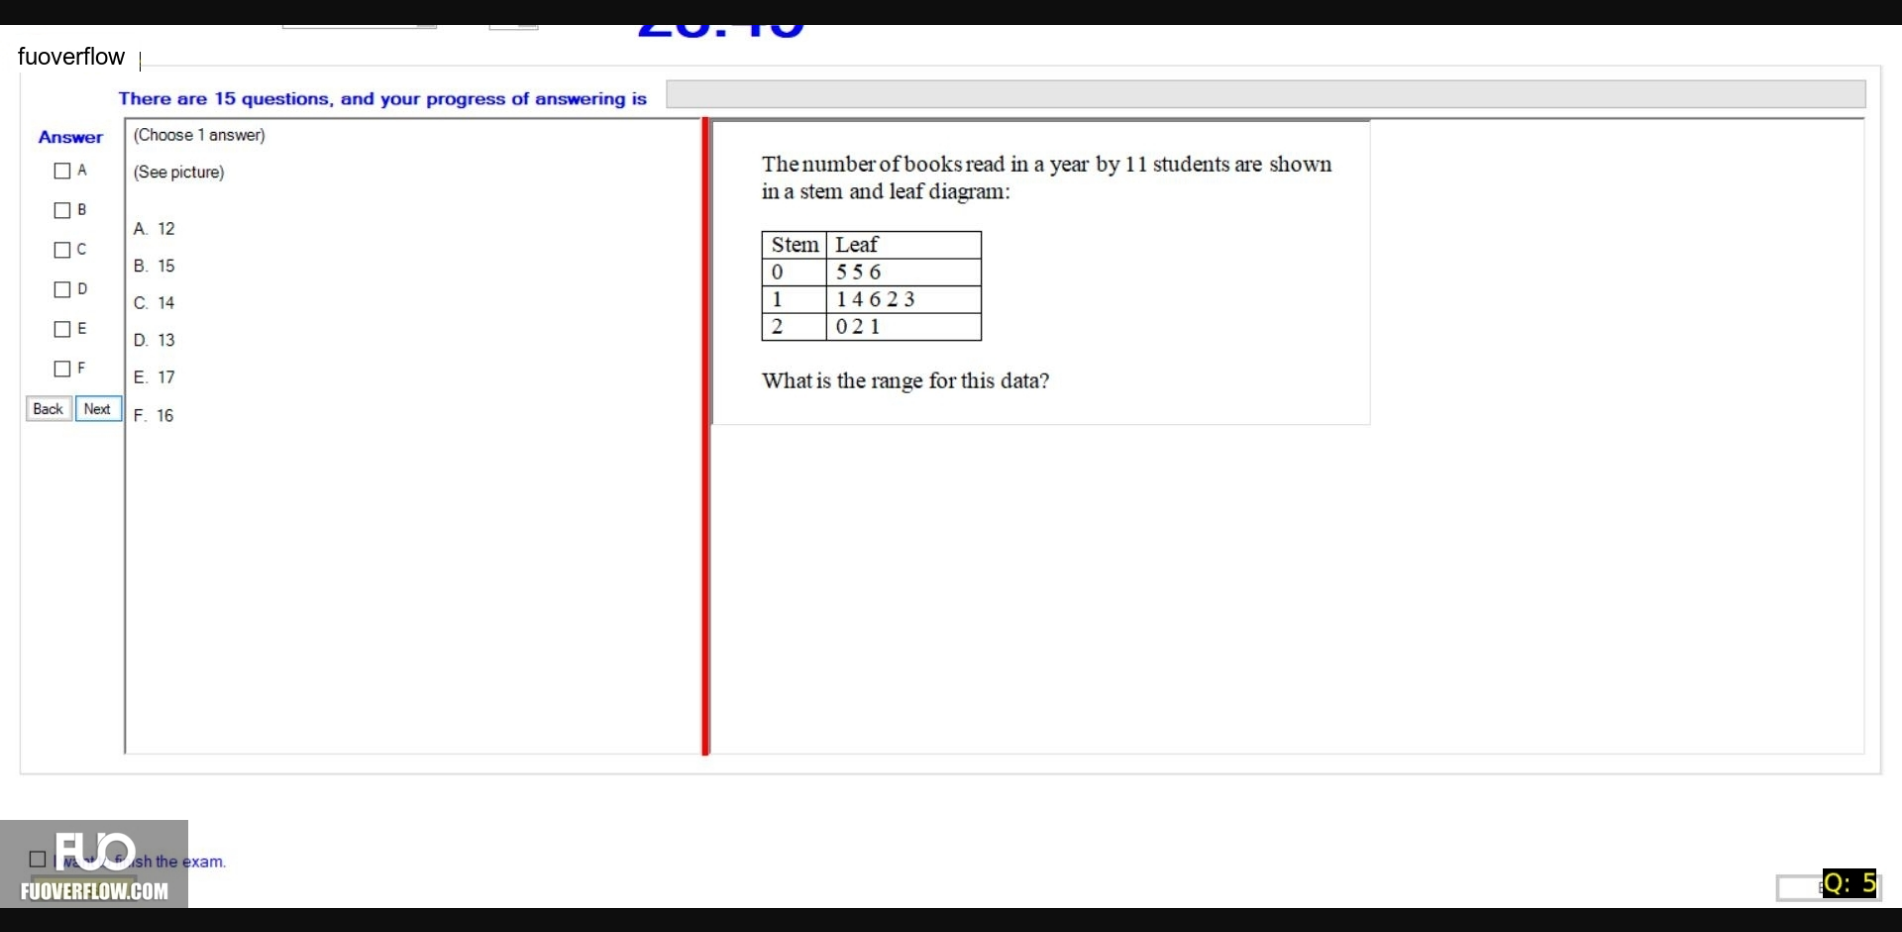 fuoverflow
There are 15 questions, and your progress of answering is
Answer
(Choose 1 answer)
A
(See picture)
B
C
D
E
F
Back Next
A. 12
B. 15
C. 14
D. 13
E. 17
F. 16
The number of books read in a year by 11 students are shown
in a stem and leaf diagram:
Stem Leaf
0 5 5 6
1 1 4 6 2 3
2 0 2 1
What is the range for this data?
FUO
sh the exam.
FUOVERFLOW.COM
Q: 5